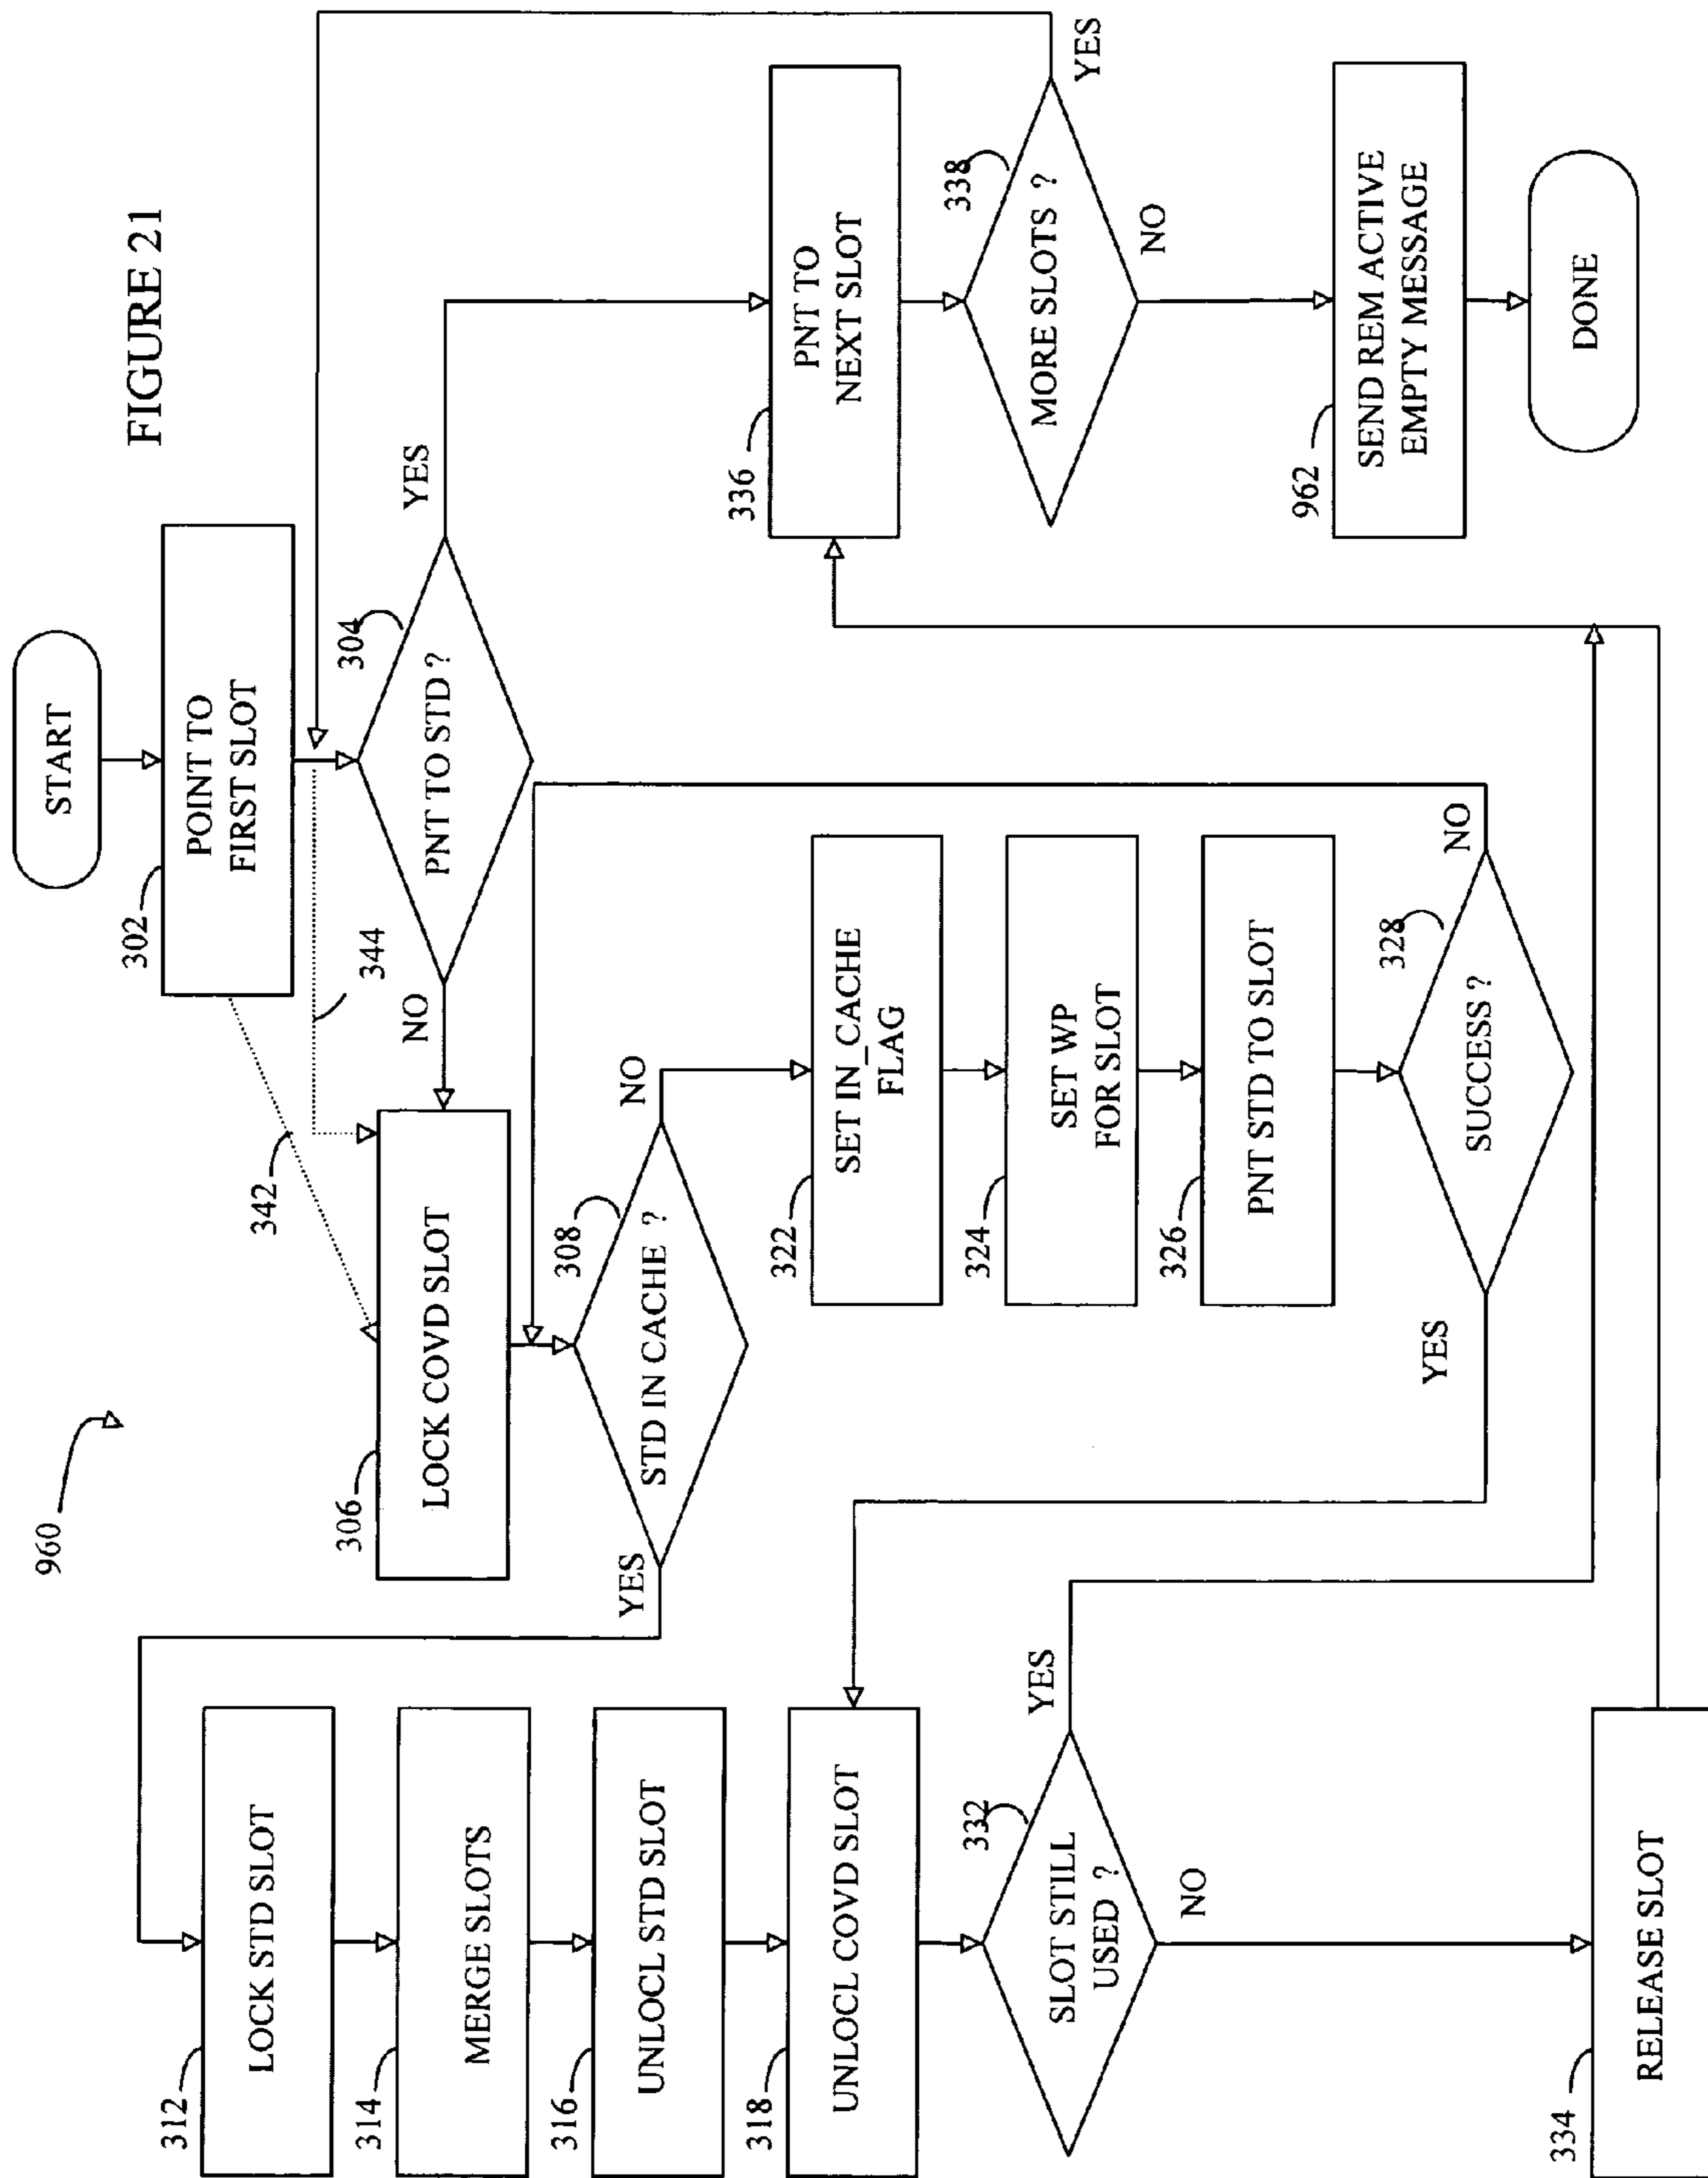 FIGURE 21
960
START
302
POINT TO
FIRST SLOT
342
344
304
PNT TO STD ?
YES
NO
306
LOCK COVD SLOT
308
STD IN CACHE ?
YES
NO
312
LOCK STD SLOT
314
MERGE SLOTS
316
UNLOCL STD SLOT
318
UNLOCL COVD SLOT
332
SLOT STILL
USED ?
YES
NO
334
RELEASE SLOT
322
SET IN_CACHE
FLAG
324
SET WP
FOR SLOT
326
PNT STD TO SLOT
328
SUCCESS ?
YES
NO
336
PNT TO
NEXT SLOT
338
MORE SLOTS ?
YES
NO
962
SEND REM ACTIVE
EMPTY MESSAGE
DONE